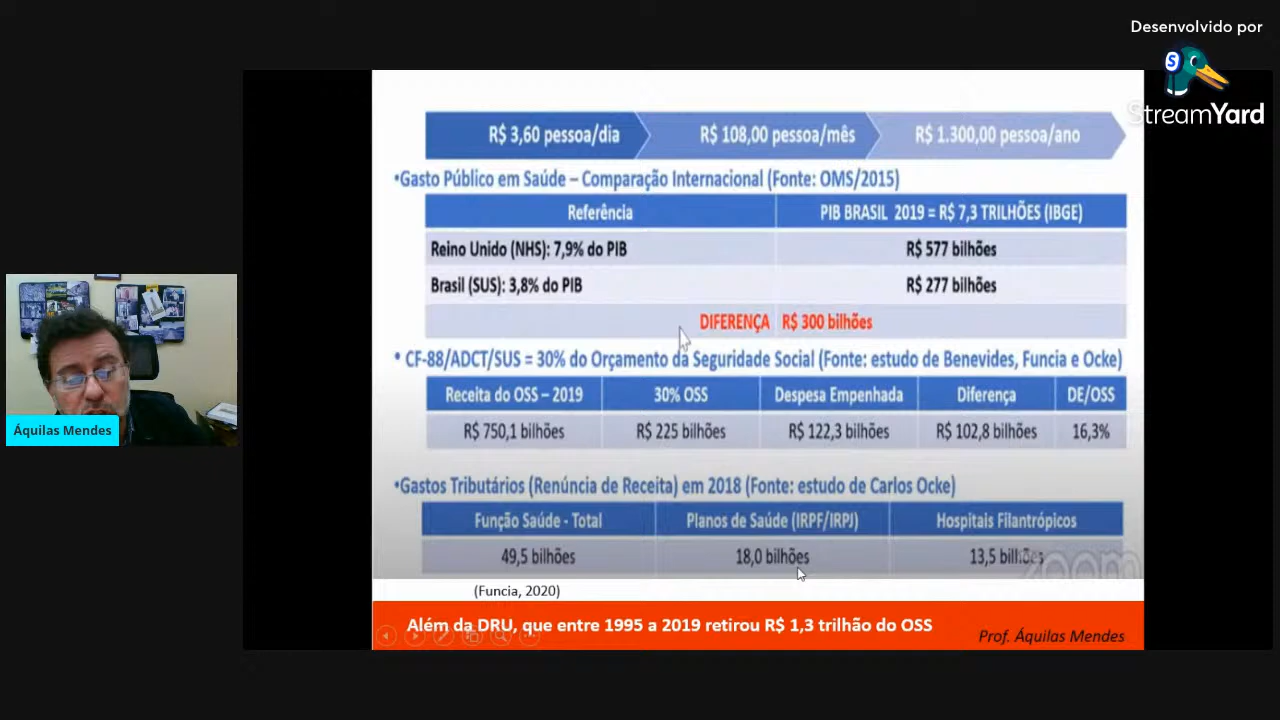 Desenvolvido por
StreamYard
R$ 3,60 pessoa/dia R$ 108,00 pessoa/mês R$ 1.300,00 pessoa/ano
•Gasto Público em Saúde – Comparação Internacional (Fonte: OMS/2015)
Referência PIB BRASIL 2019 = R$ 7,3 TRILHÕES (IBGE)
Reino Unido (NHS): 7,9% do PIB R$ 577 bilhões
Brasil (SUS): 3,8% do PIB R$ 277 bilhões
DIFERENÇA R$ 300 bilhões
• CF-88/ADCT/SUS = 30% do Orçamento da Seguridade Social (Fonte: estudo de Benevides, Funcia e Ocke)
Receita do OSS – 2019 30% OSS Despesa Empenhada Diferença DE/OSS
R$ 750,1 bilhões R$ 225 bilhões R$ 122,3 bilhões R$ 102,8 bilhões 16,3%
•Gastos Tributários (Renúncia de Receita) em 2018 (Fonte: estudo de Carlos Ocke)
Função Saúde - Total Planos de Saúde (IRPF/IRPJ) Hospitais Filantrópicos
49,5 bilhões 18,0 bilhões 13,5 bilhões
zoom
(Funcia, 2020)
Além da DRU, que entre 1995 a 2019 retirou R$ 1,3 trilhão do OSS
Prof. Áquilas Mendes
Áquilas Mendes